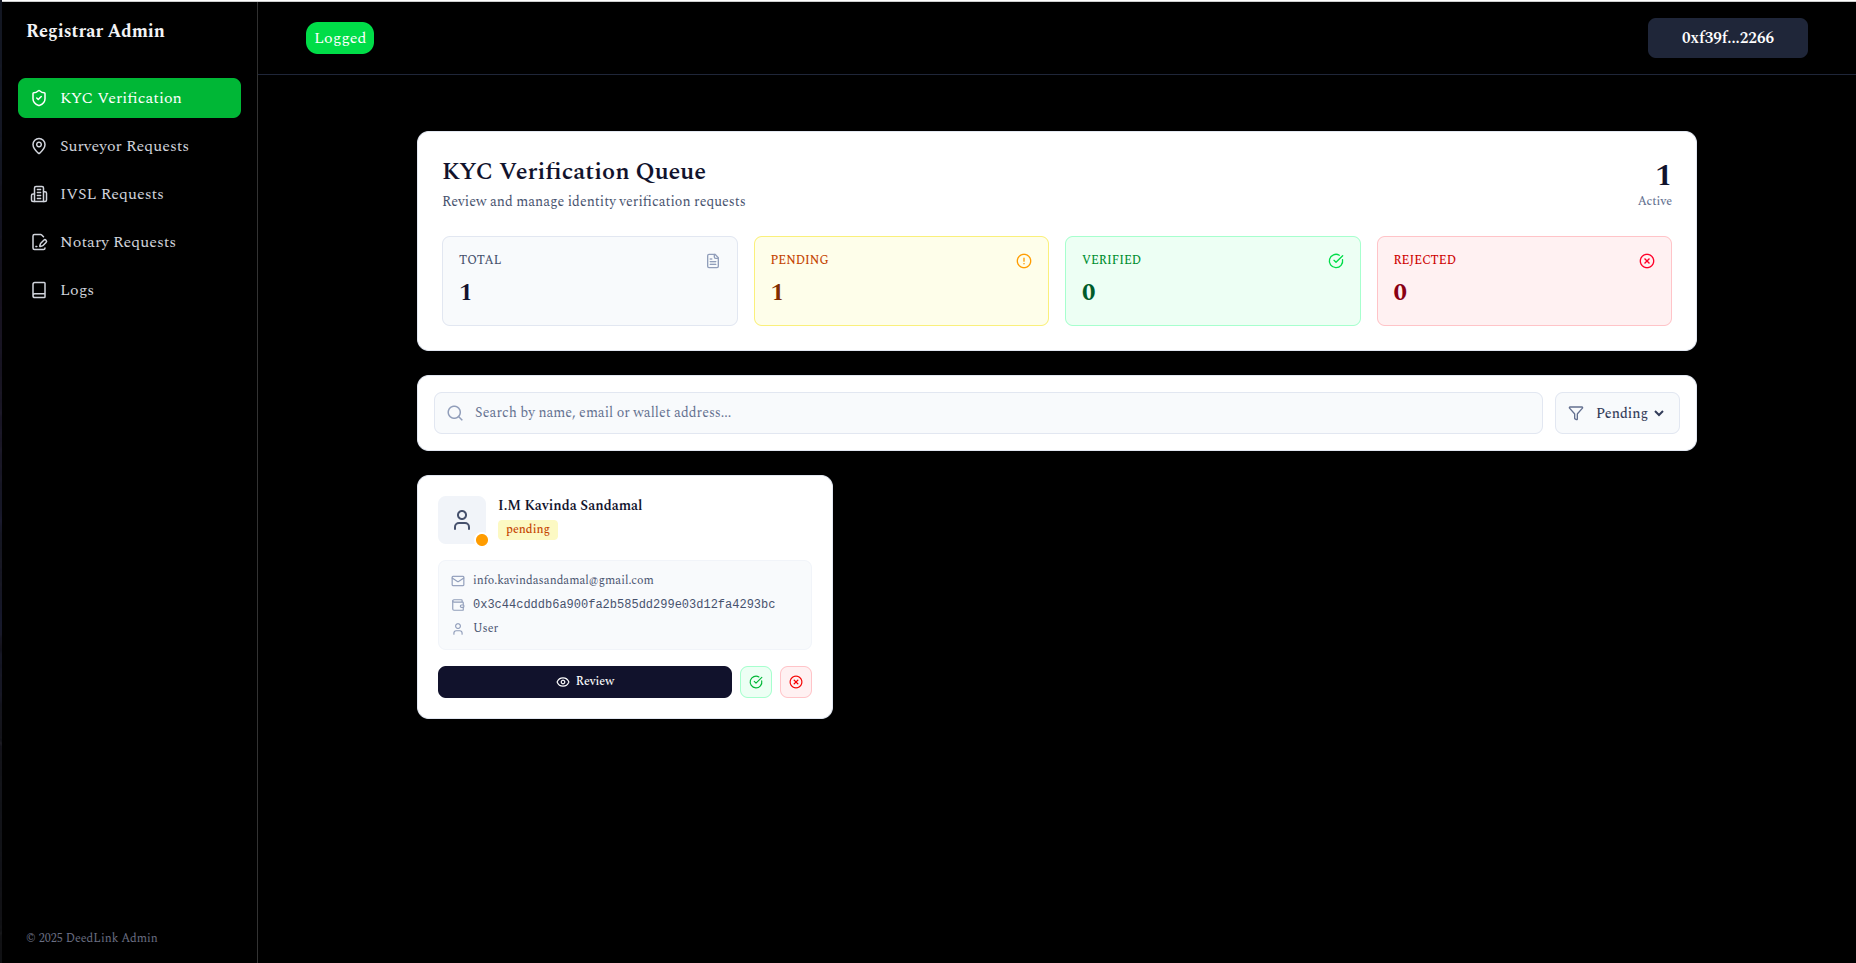 Registrar Admin
KYC Verification
Surveyor Requests
IVSL Requests
Notary Requests
Logs
© 2025 DeedLink Admin
Logged
0xf39f...2266
KYC Verification Queue
Review and manage identity verification requests
1
Active
TOTAL
1
PENDING
1
VERIFIED
0
REJECTED
0
Search by name, email or wallet address...
Pending
I.M Kavinda Sandamal
pending
info.kavindasandamal@gmail.com
0x3c44cdddb6a900fa2b585dd299e03d12fa4293bc
User
Review